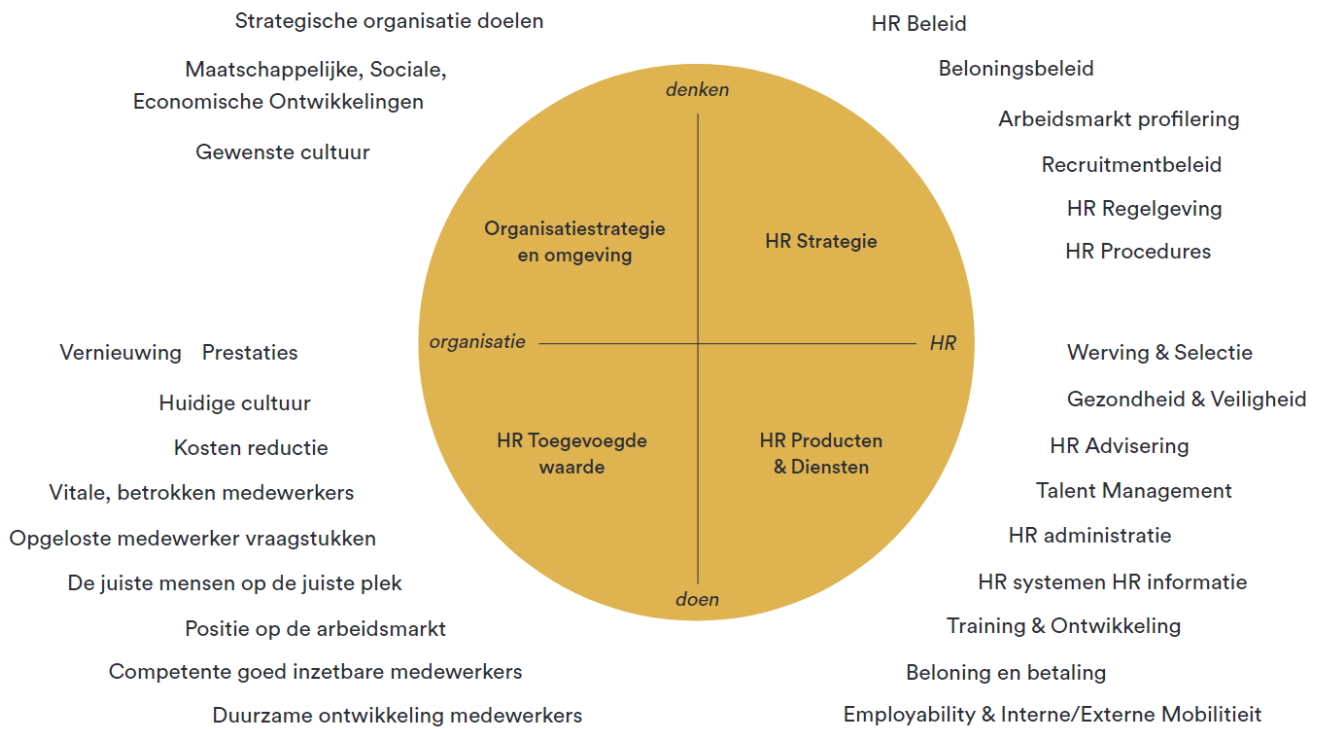 Strategische organisatie doelen
Maatschappelijke, Sociale,
Economische Ontwikkelingen
Gewenste cultuur
HR Beleid
Beloningsbeleid
Arbeidsmarkt profilering
Recruitmentbeleid
HR Regelgeving
HR Procedures
denken
Organisatiestrategie
en omgeving
HR Strategie
organisatie
HR
HR Toegevoegde
waarde
HR Producten
& Diensten
doen
Vernieuwing Prestaties
Huidige cultuur
Kosten reductie
Vitale, betrokken medewerkers
Opgeloste medewerker vraagstukken
De juiste mensen op de juiste plek
Positie op de arbeidsmarkt
Competente goed inzetbare medewerkers
Duurzame ontwikkeling medewerkers
Werving & Selectie
Gezondheid & Veiligheid
HR Advisering
Talent Management
HR administratie
HR systemen HR informatie
Training & Ontwikkeling
Beloning en betaling
Employability & Interne/Externe Mobilitieit